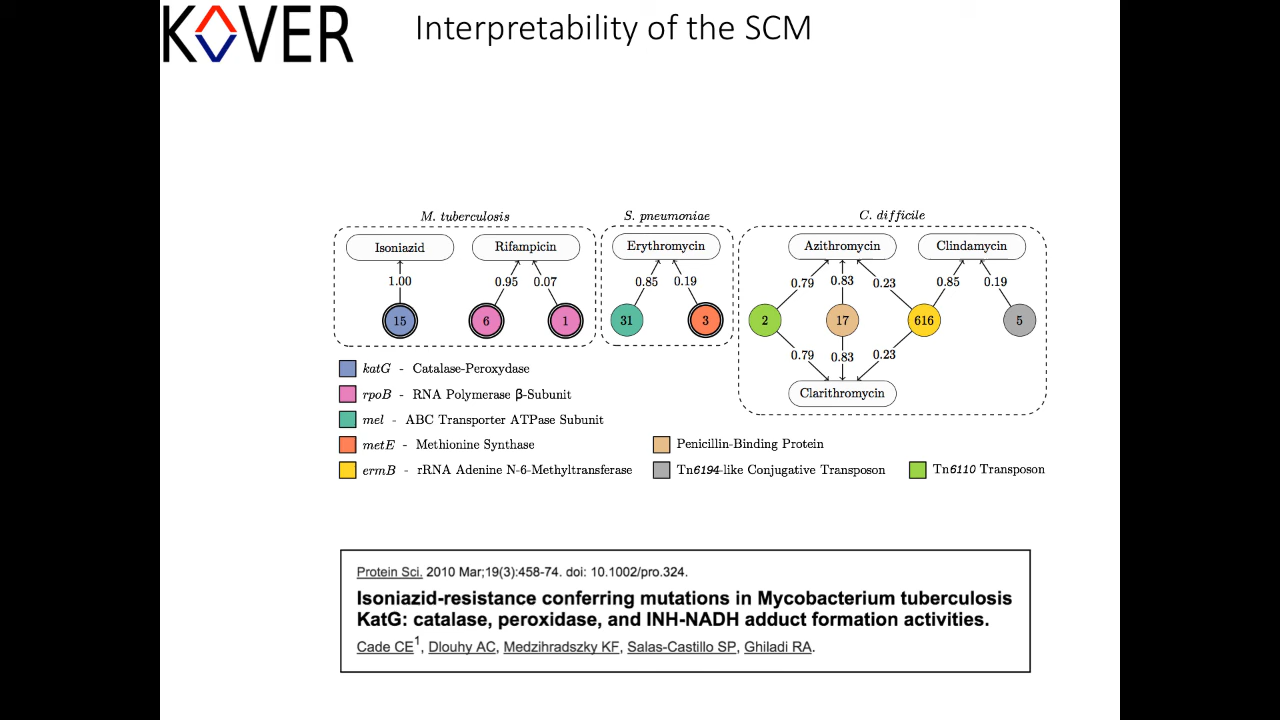 KOVER
Interpretability of the SCM
M. tuberculosis
S. pneumoniae
C. difficile
Isoniazid
Rifampicin
Erythromycin
Azithromycin
Clindamycin
1.00
0.95
0.07
0.85
0.19
0.79
0.83
0.23
0.85
0.19
15
6
1
31
3
2
17
616
5
0.79
0.83
0.23
Clarithromycin
katG - Catalase-Peroxydase
rpoB - RNA Polymerase β-Subunit
mel - ABC Transporter ATPase Subunit
metE - Methionine Synthase
Penicillin-Binding Protein
ermB - rRNA Adenine N-6-Methyltransferase
Tn6194-like Conjugative Transposon
Tn6110 Transposon
Protein Sci. 2010 Mar;19(3):458-74. doi: 10.1002/pro.324.
Isoniazid-resistance conferring mutations in Mycobacterium tuberculosis
KatG: catalase, peroxidase, and INH-NADH adduct formation activities.
Cade CE1, Dlouhy AC, Medzihradszky KF, Salas-Castillo SP, Ghiladi RA.